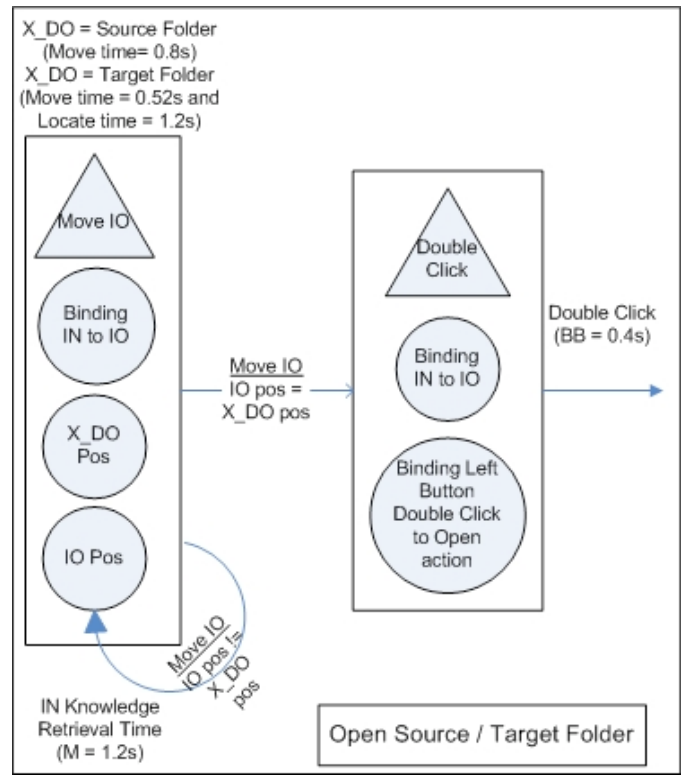 X_DO = Source Folder
(Move time= 0.8s)
X_DO = Target Folder
(Move time = 0.52s and
Locate time = 1.2s)
Move IO
Binding
IN to IO
X_DO
Pos
IO Pos
Move IO
IO pos !=
X_DO
pos
IN Knowledge
Retrieval Time
(M = 1.2s)
Move IO
IO pos =
X_DO pos
Double
Click
Binding
IN to IO
Binding Left
Button
Double Click
to Open
action
Double Click
(BB = 0.4s)
Open Source / Target Folder